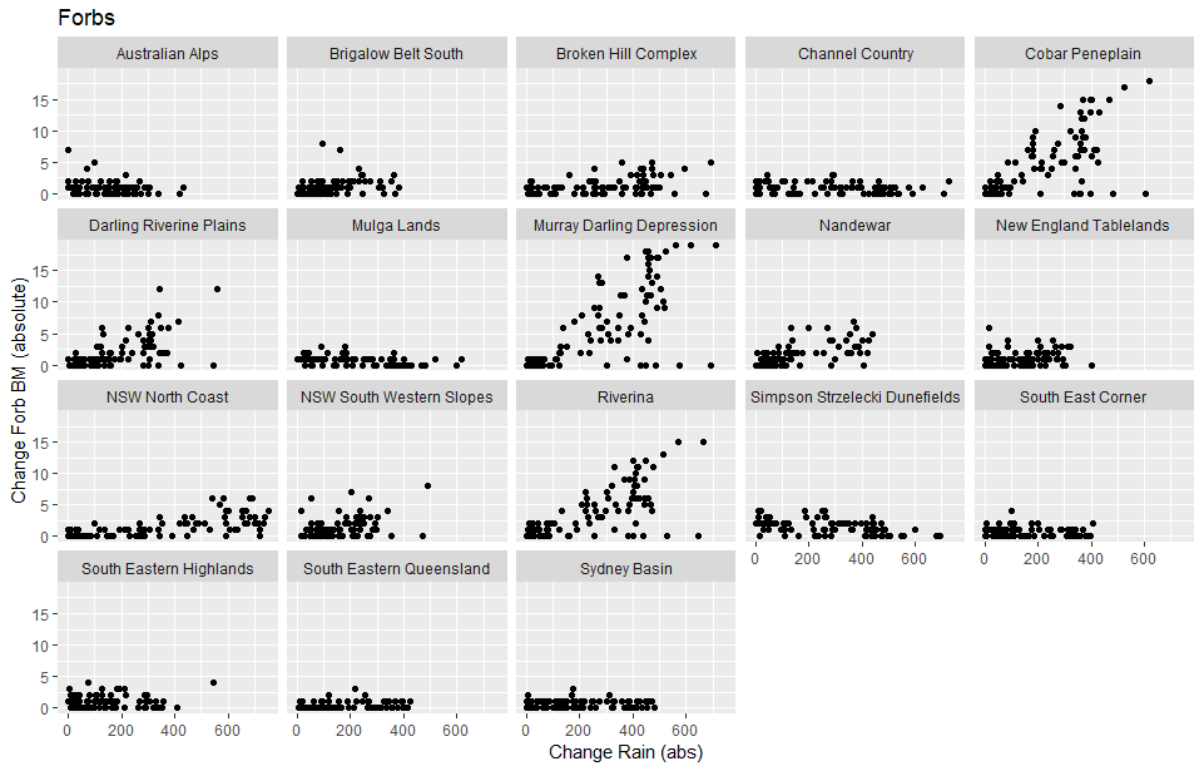 Forbs
Australian Alps Brigalow Belt South Broken Hill Complex Channel Country Cobar Peneplain
15
10
5
0
Darling Riverine Plains Mulga Lands Murray Darling Depression Nandewar New England Tablelands
15
10
5
0
Change Forb BM (absolute)
NSW North Coast NSW South Western Slopes Riverina Simpson Strzelecki Dunefields South East Corner
15
10
5
0
0 200 400 600 0 200 400 600
South Eastern Highlands South Eastern Queensland Sydney Basin
15
10
5
0
0 200 400 600 0 200 400 600 0 200 400 600
Change Rain (abs)